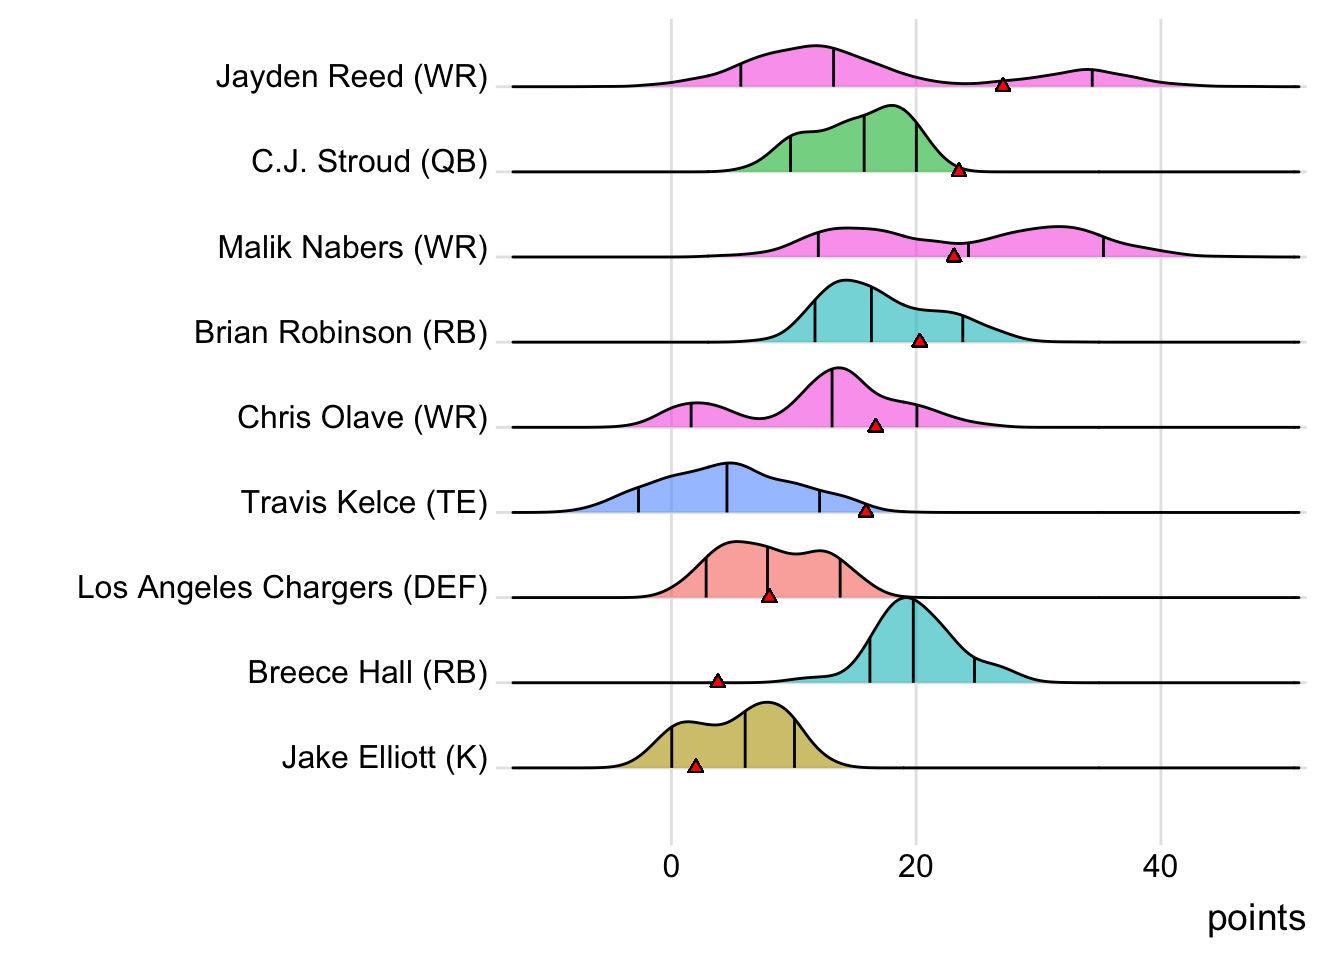 Jayden Reed (WR)
C.J. Stroud (QB)
Malik Nabers (WR)
Brian Robinson (RB)
Chris Olave (WR)
Travis Kelce (TE)
Los Angeles Chargers (DEF)
Breece Hall (RB)
Jake Elliott (K)
0 20 40
points